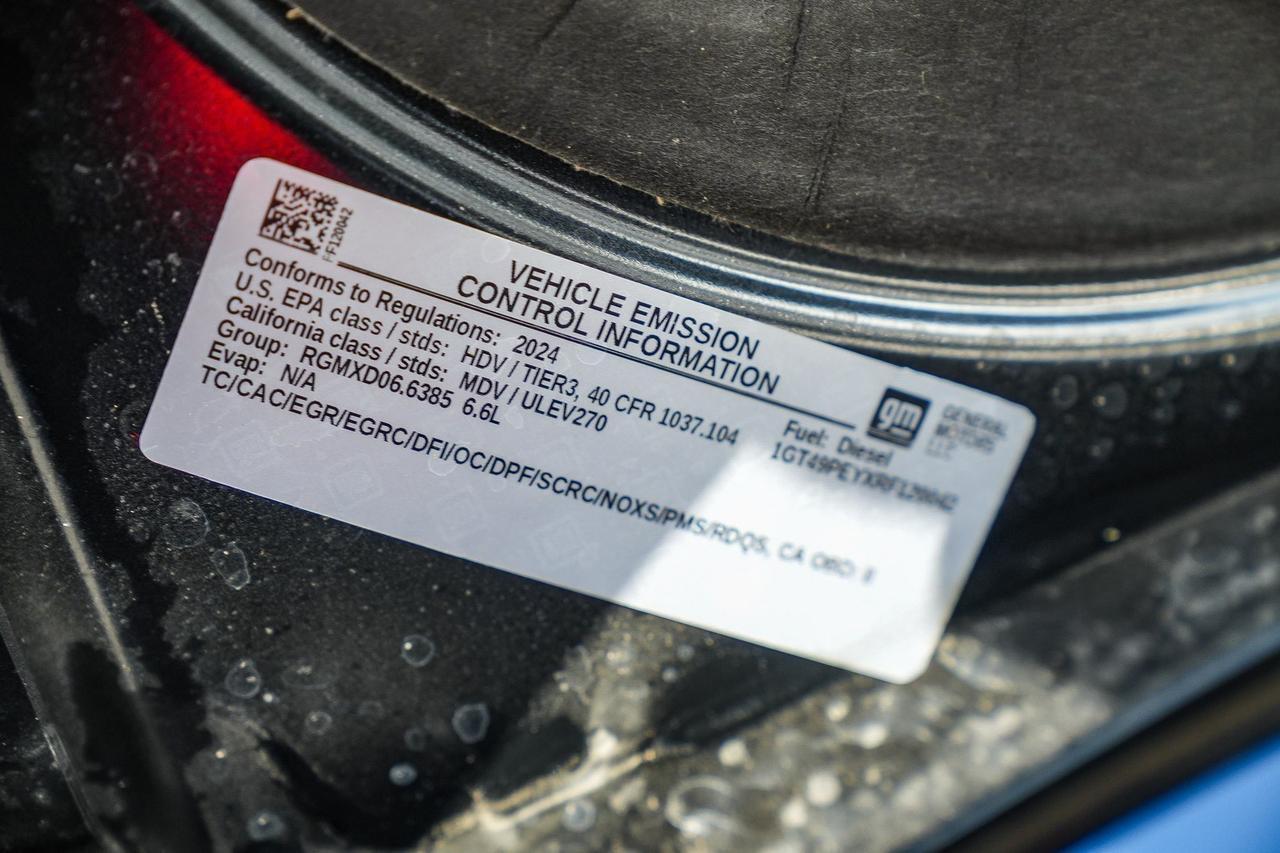 FF120042
VEHICLE EMISSION
CONTROL INFORMATION
Conforms to Regulations: 2024
U.S. EPA class / stds: HDV / TIER3, 40 CFR 1037.104
California class / stds: MDV / ULEV270
Group: RGMXD06.6385 6.6L
Evap: N/A
TC/CAC/EGR/EGRC/DFI/OC/DPF/SCRC/NOXS/PMS/RDQS, CA OBD: II
gm
GENERAL
MOTORS
LLC
Fuel: Diesel
1GT49PEYXRF120042